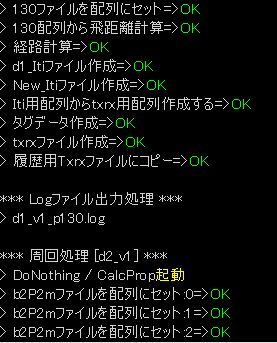 > 130ファイルを配列にセット=>OK
> 130配列から飛距離計算=>OK
> 経路計算=>OK
> d1_Itiファイル作成=>OK
> New_Itiファイル作成=>OK
> Iti用配列からtxrx用配列作成する=>OK
> タグデータ作成=>OK
> txrxファイル作成=>OK
> 履歴用Txrxファイルにコピー=>OK
*** Logファイル出力処理 ***
> d1_v1_p130.log
*** 周回処理 [d2_v1] ***
> DoNothing / CalcProp起動
> b2P2mファイルを配列にセット:0=>OK
> b2P2mファイルを配列にセット:1=>OK
> b2P2mファイルを配列にセット:2=>OK